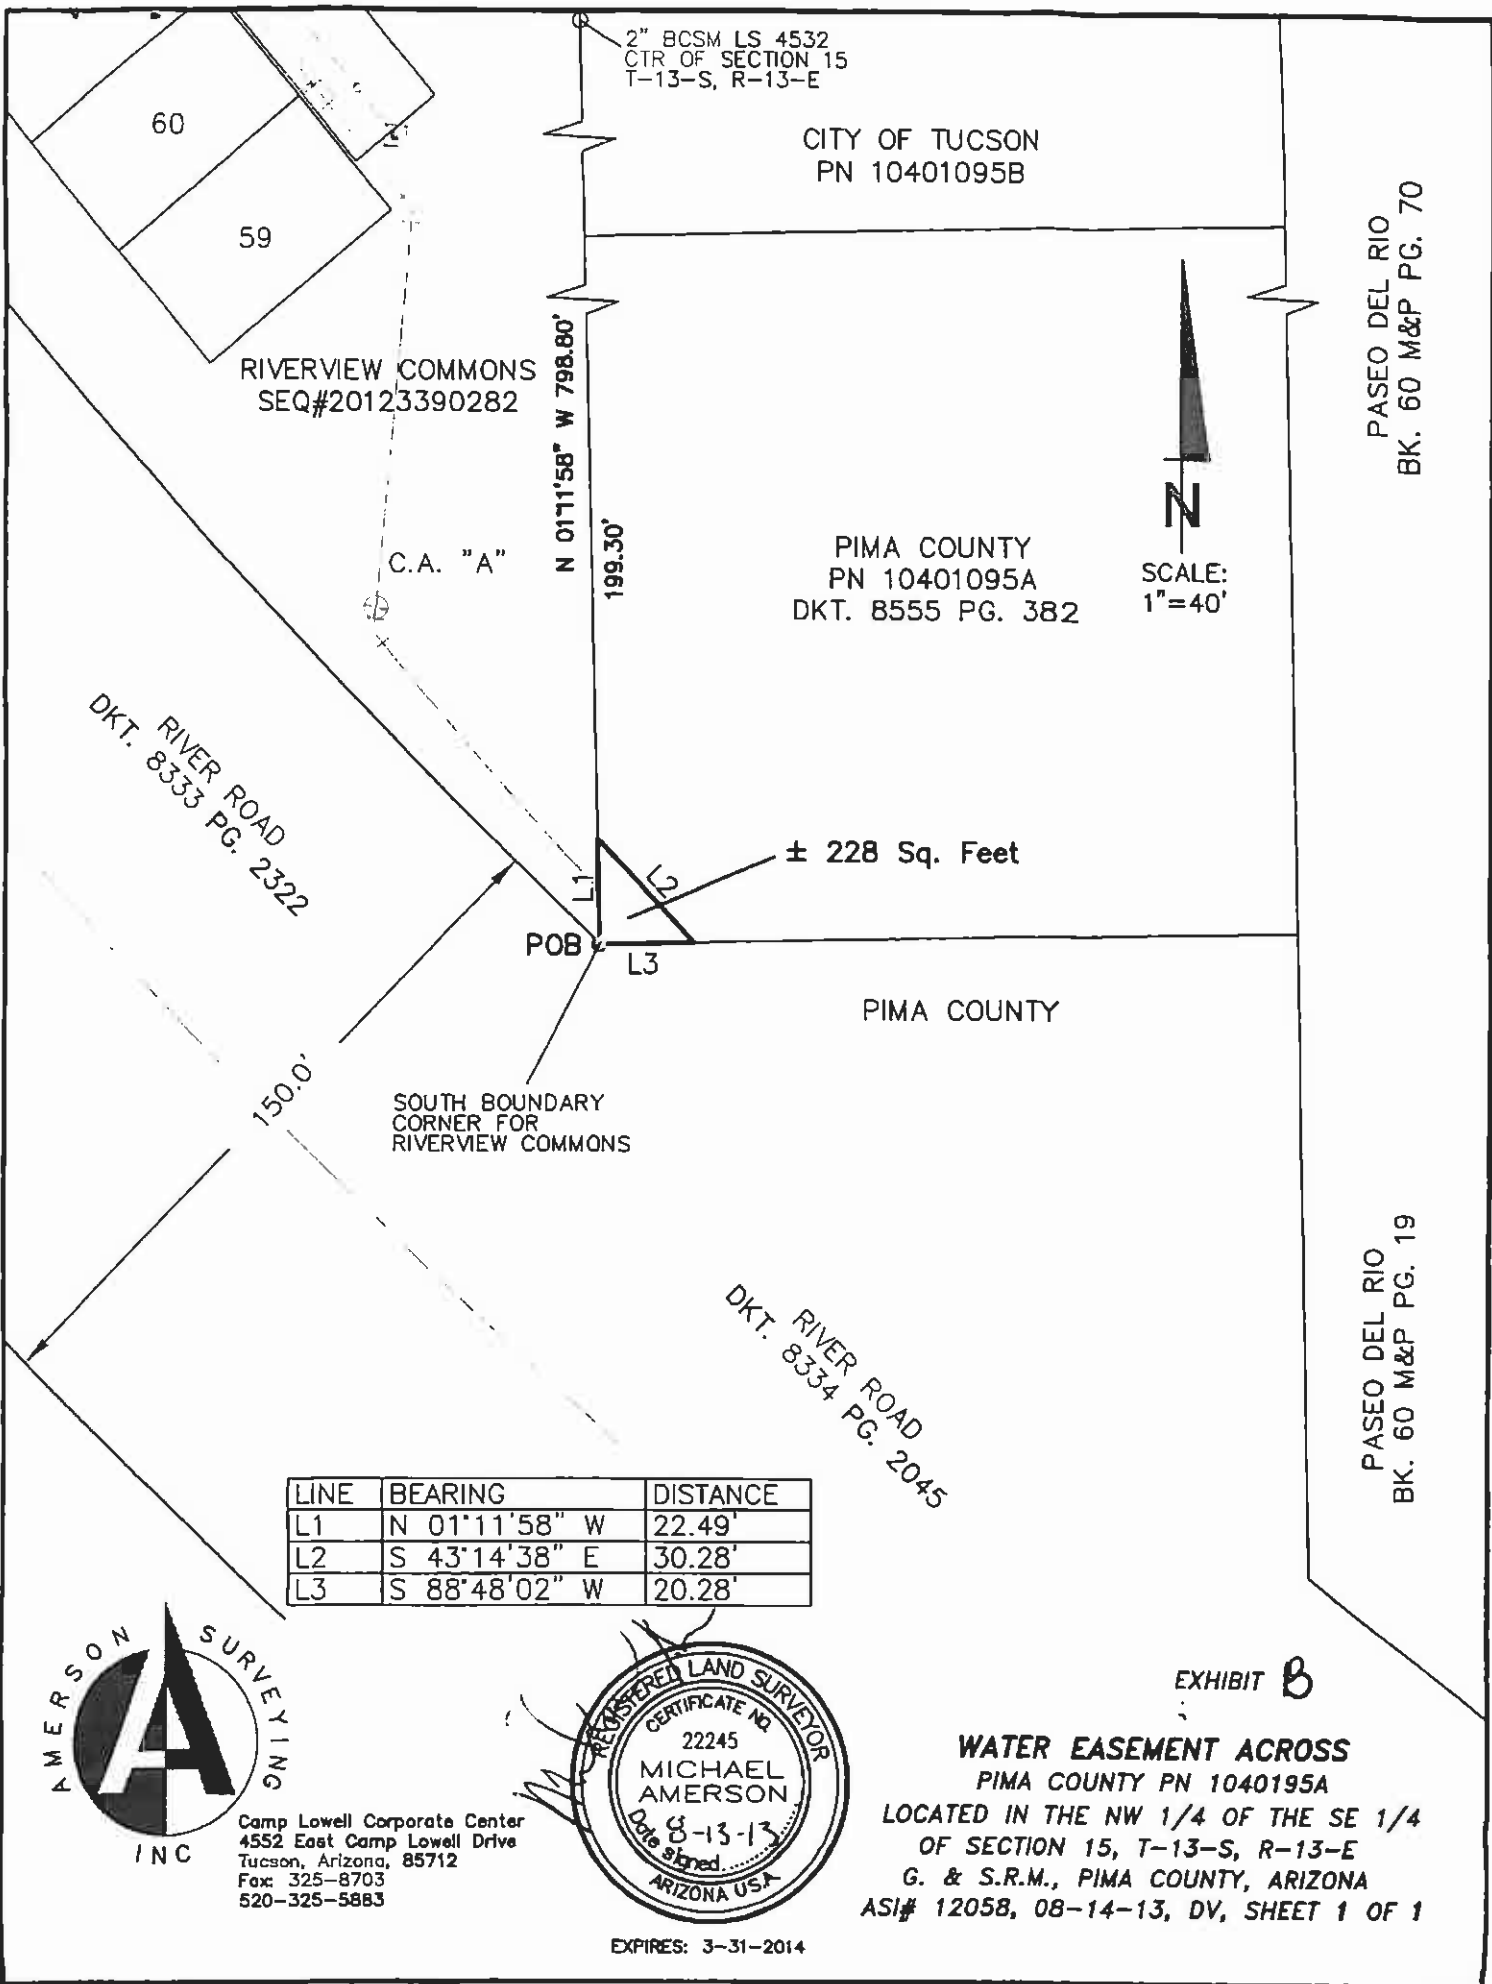 2" BCSM LS 4532
CTR OF SECTION 15
T-13-S, R-13-E
60
CITY OF TUCSON
PN 10401095B
59
PASEO DEL RIO
BK. 60 M&P PG. 70
RIVERVIEW COMMONS
SEQ#20123390282
N 01°11'58" W 798.80'
199.30'
N
SCALE:
1"=40'
C.A. "A"
PIMA COUNTY
PN 10401095A
DKT. 8555 PG. 382
RIVER ROAD
DKT. 8333 PG. 2322
± 228 Sq. Feet
L1
L2
POB
L3
PIMA COUNTY
150.0'
SOUTH BOUNDARY
CORNER FOR
RIVERVIEW COMMONS
RIVER ROAD
DKT. 8334 PG. 2045
PASEO DEL RIO
BK. 60 M&P PG. 19
LINE BEARING DISTANCE
L1 N 01°11'58" W 22.49'
L2 S 43°14'38" E 30.28'
L3 S 88°48'02" W 20.28'
AMERSON SURVEYING
INC
A
Camp Lowell Corporate Center
4552 East Camp Lowell Drive
Tucson, Arizona, 85712
Fax: 325-8703
520-325-5883
REGISTERED LAND SURVEYOR
CERTIFICATE NO.
22245
MICHAEL
AMERSON
Date signed 8-13-13
ARIZONA U.S.A.
EXPIRES: 3-31-2014
EXHIBIT B
WATER EASEMENT ACROSS
PIMA COUNTY PN 1040195A
LOCATED IN THE NW 1/4 OF THE SE 1/4
OF SECTION 15, T-13-S, R-13-E
G. & S.R.M., PIMA COUNTY, ARIZONA
ASI# 12058, 08-14-13, DV, SHEET 1 OF 1